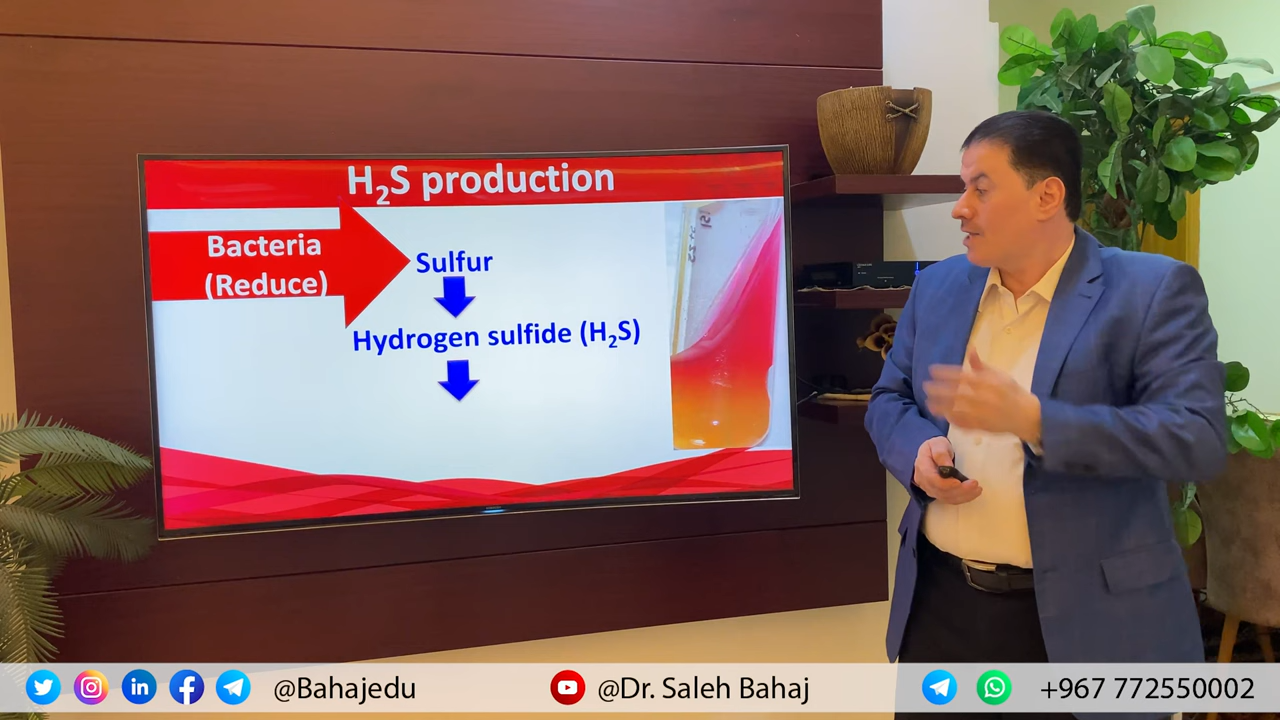 H₂S production
Bacteria
(Reduce)
Sulfur
Hydrogen sulfide (H₂S)
@Bahajedu
@Dr. Saleh Bahaj
+967 772550002